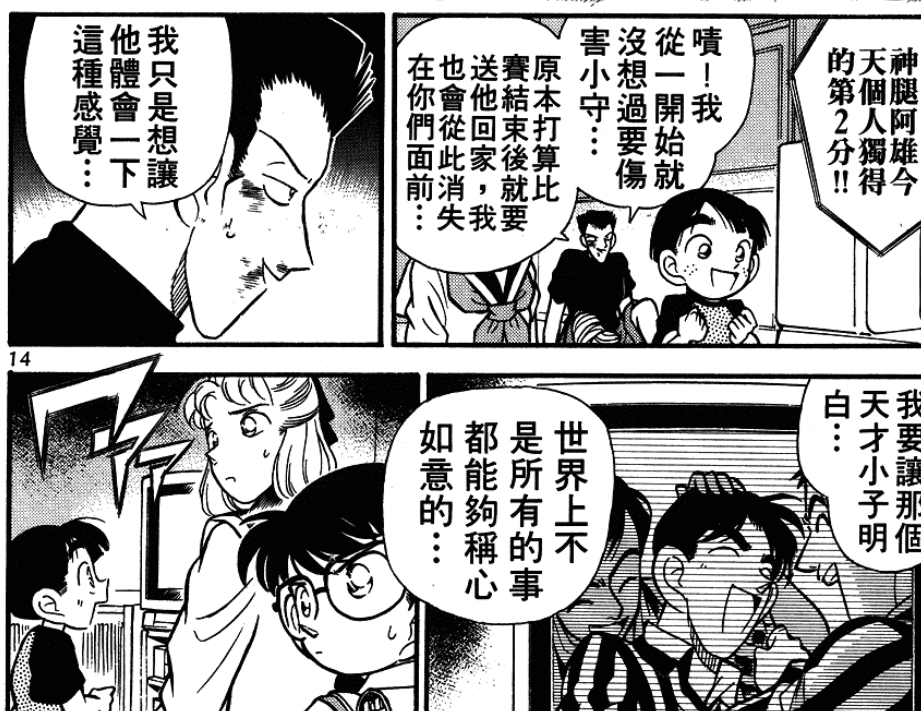 神腿阿雄今
天個人獨得
的第2分!!
嘖!我
從一開始就
沒想過要傷
害小守…
原本打算比
賽結束後就要
送他回家,我
也會從此消失
在你們面前…
我只是想讓
他體會一下
這種感覺…
14
我要讓那個
天才小子明
白…
世界上不
是所有的事
都能夠稱心
如意的…